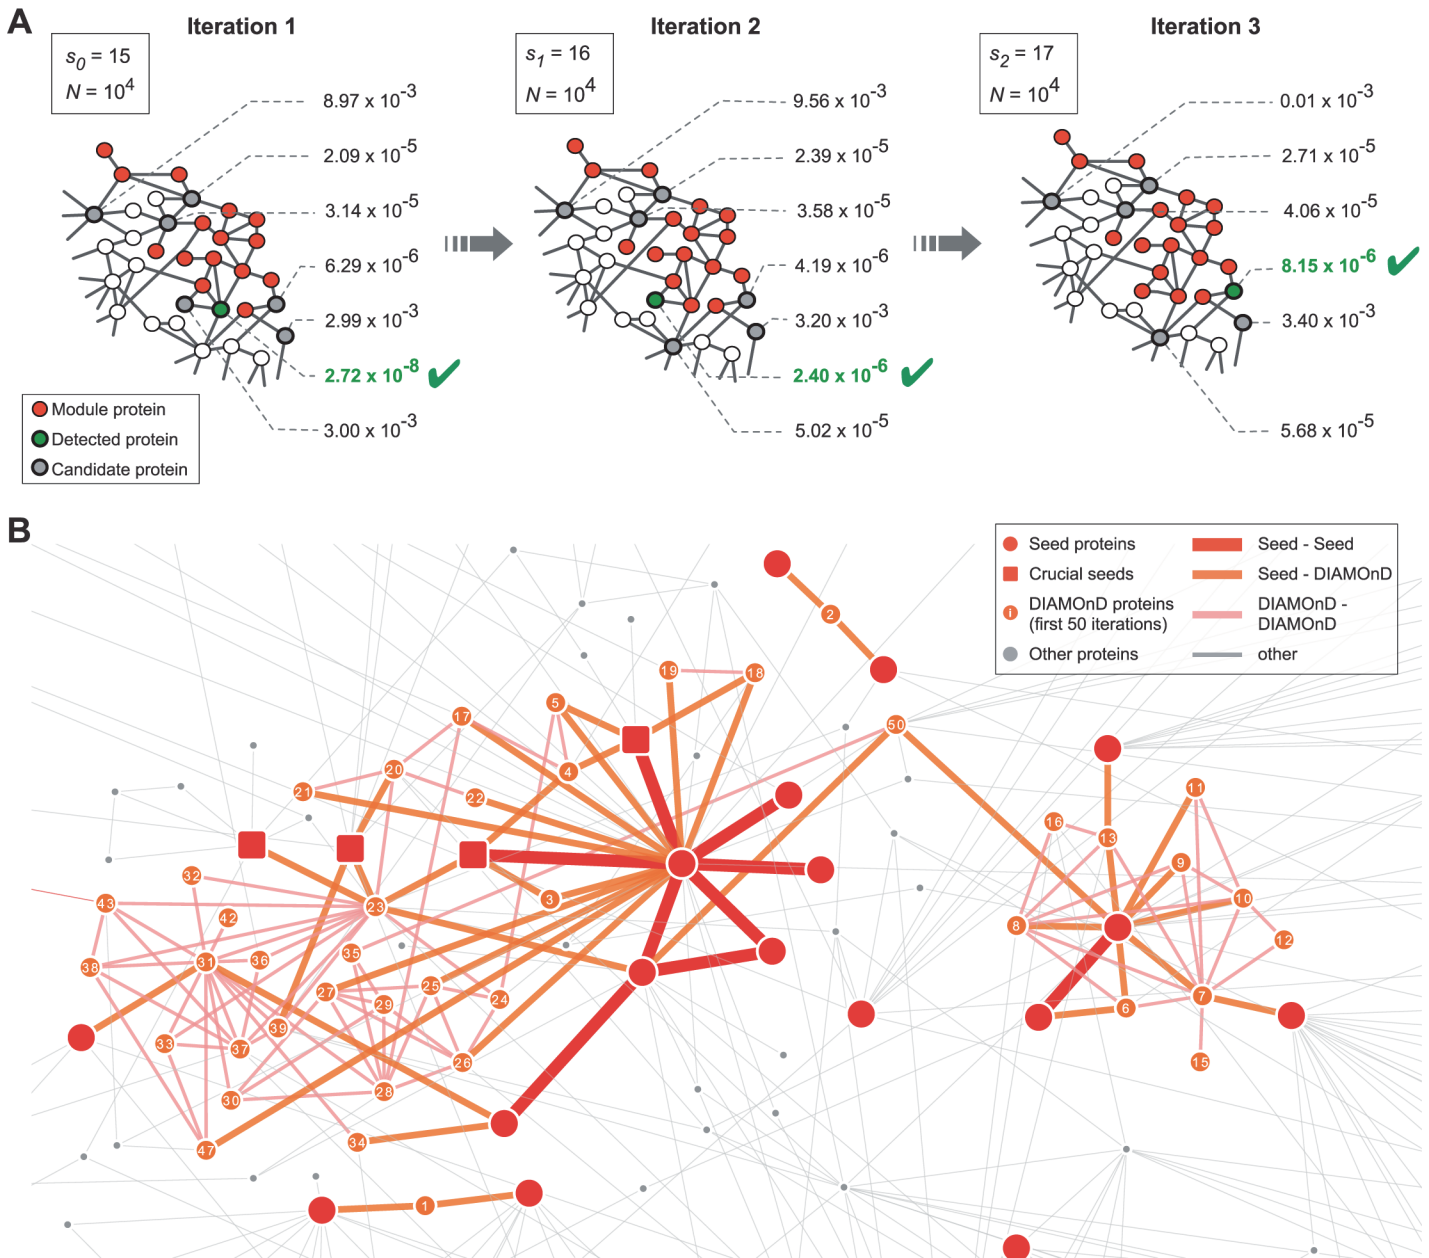 A
Iteration 1
Iteration 2
Iteration 3
s0 = 15
N = 10^4
8.97 x 10^-3
2.09 x 10^-5
3.14 x 10^-5
6.29 x 10^-6
2.99 x 10^-3
2.72 x 10^-8
3.00 x 10^-3
s1 = 16
N = 10^4
9.56 x 10^-3
2.39 x 10^-5
3.58 x 10^-5
4.19 x 10^-6
3.20 x 10^-3
2.40 x 10^-6
5.02 x 10^-5
s2 = 17
N = 10^4
0.01 x 10^-3
2.71 x 10^-5
4.06 x 10^-5
8.15 x 10^-6
3.40 x 10^-3
5.68 x 10^-5
Module protein
Detected protein
Candidate protein
B
Seed proteins
Crucial seeds
i
DIAMOnD proteins
(first 50 iterations)
Other proteins
Seed - Seed
Seed - DIAMOnD
DIAMOnD -
DIAMOnD
other
2
19
18
5
17
50
4
20
21
22
11
16
13
9
32
3
10
43
23
42
8
12
35
31
36
38
25
27
29
24
7
6
39
33
37
26
15
28
30
34
47
1